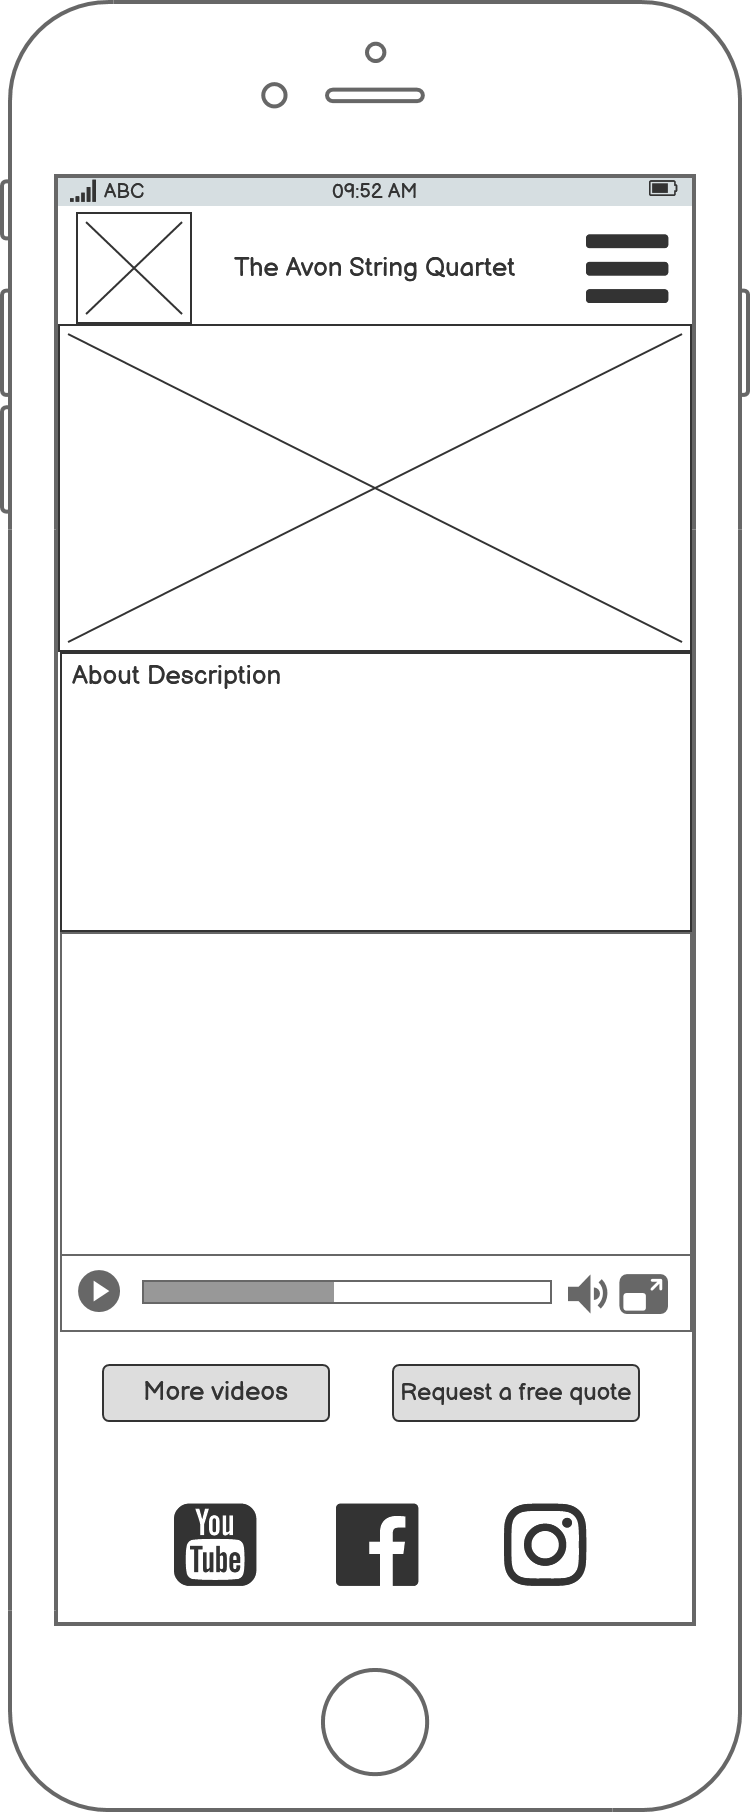 ABC 09:52 AM
The Avon String Quartet
About Description
More videos
Request a free quote
You
Tube